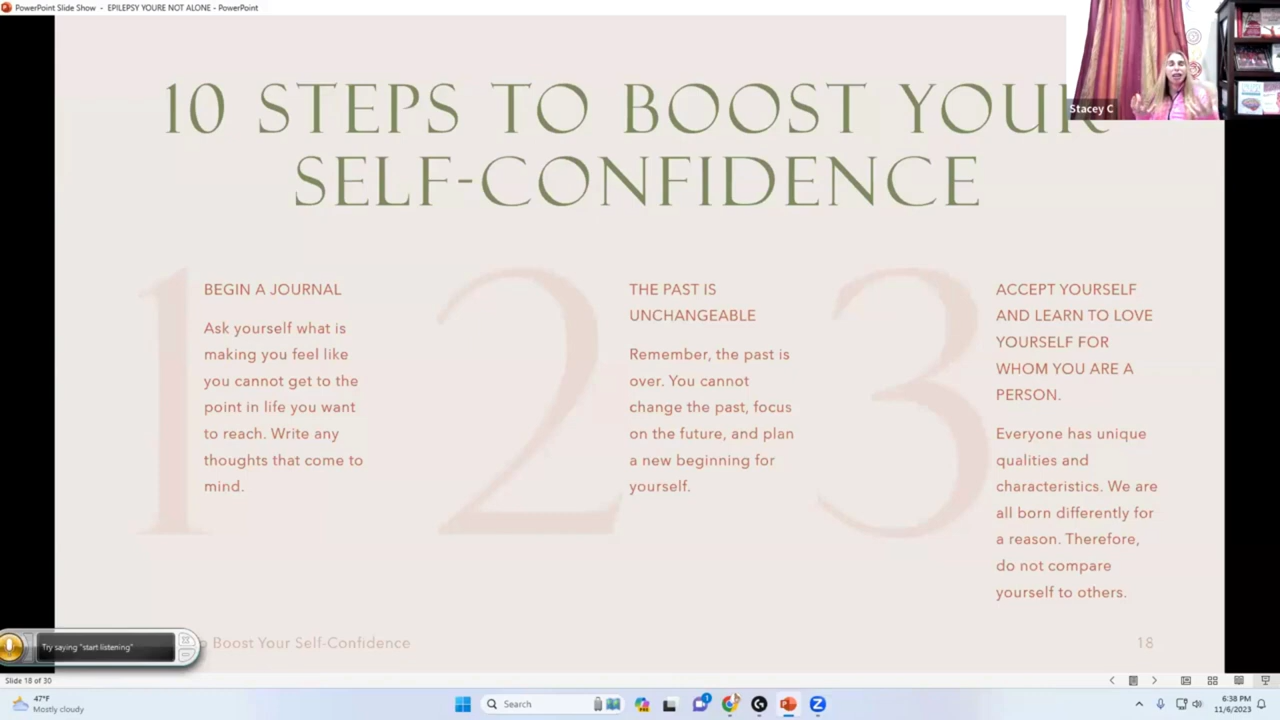 PowerPoint Slide Show - EPILEPSY YOURE NOT ALONE - PowerPoint
Stacey C
10 STEPS TO BOOST YOUR
SELF-CONFIDENCE
1
BEGIN A JOURNAL
Ask yourself what is
making you feel like
you cannot get to the
point in life you want
to reach. Write any
thoughts that come to
mind.
2
THE PAST IS
UNCHANGEABLE
Remember, the past is
over. You cannot
change the past, focus
on the future, and plan
a new beginning for
yourself.
3
ACCEPT YOURSELF
AND LEARN TO LOVE
YOURSELF FOR
WHOM YOU ARE A
PERSON.
Everyone has unique
qualities and
characteristics. We are
all born differently for
a reason. Therefore,
do not compare
yourself to others.
Boost Your Self-Confidence
18
Try saying "start listening"
Slide 18 of 30
47°F
Mostly cloudy
Search
1
6:38 PM
11/6/2023